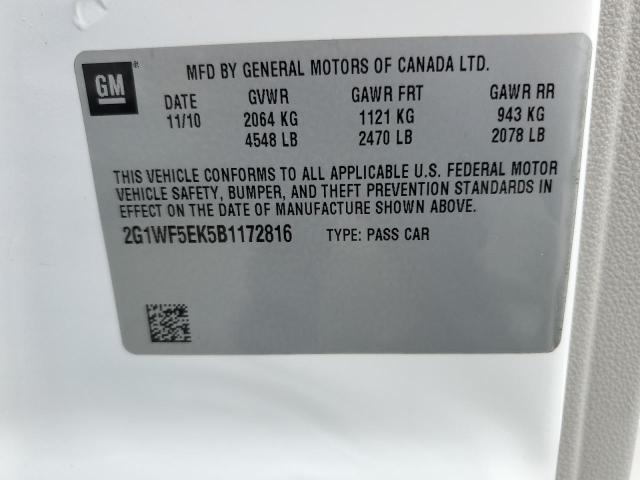 GM
MFD BY GENERAL MOTORS OF CANADA LTD.
DATE GVWR GAWR FRT GAWR RR
11/10 2064 KG 1121 KG 943 KG
4548 LB 2470 LB 2078 LB
THIS VEHICLE CONFORMS TO ALL APPLICABLE U.S. FEDERAL MOTOR
VEHICLE SAFETY, BUMPER, AND THEFT PREVENTION STANDARDS IN
EFFECT ON THE DATE OF MANUFACTURE SHOWN ABOVE.
2G1WF5EK5B1172816 TYPE: PASS CAR